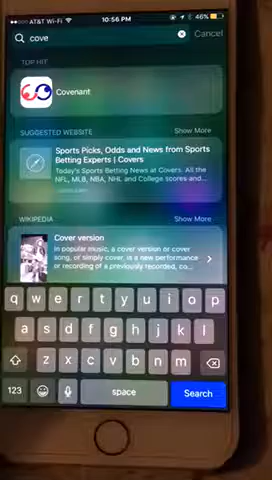 AT&T Wi-Fi 10:56 PM 46%
cove Cancel
TOP HIT
Covenant
SUGGESTED WEBSITE Show More
Sports Picks, Odds and News from Sports
Betting Experts | Covers
Today's Sports Betting News at Covers. All the
NFL, MLB, NBA, NHL and College scores and...
WIKIPEDIA Show More
Cover version
In popular music, a cover version or cover
song, or simply cover, is a new performance
or recording of a previously recorded, co...
q w e r t y u i o p
a s d f g h j k l
z x c v b n m
123 space Search